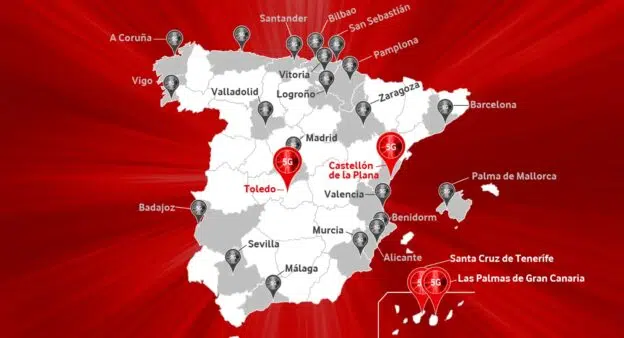 Santander
Bilbao
San Sebastián
A Coruña
Pamplona
Vitoria
Vigo
Valladolid
Logroño
Zaragoza
Barcelona
Madrid
5G
5G
Castellón
de la Plana
Toledo
Valencia
Palma de Mallorca
Badajoz
Benidorm
Murcia
Sevilla
Alicante
Málaga
Santa Cruz de Tenerífe
5G
Las Palmas de Gran Canaria